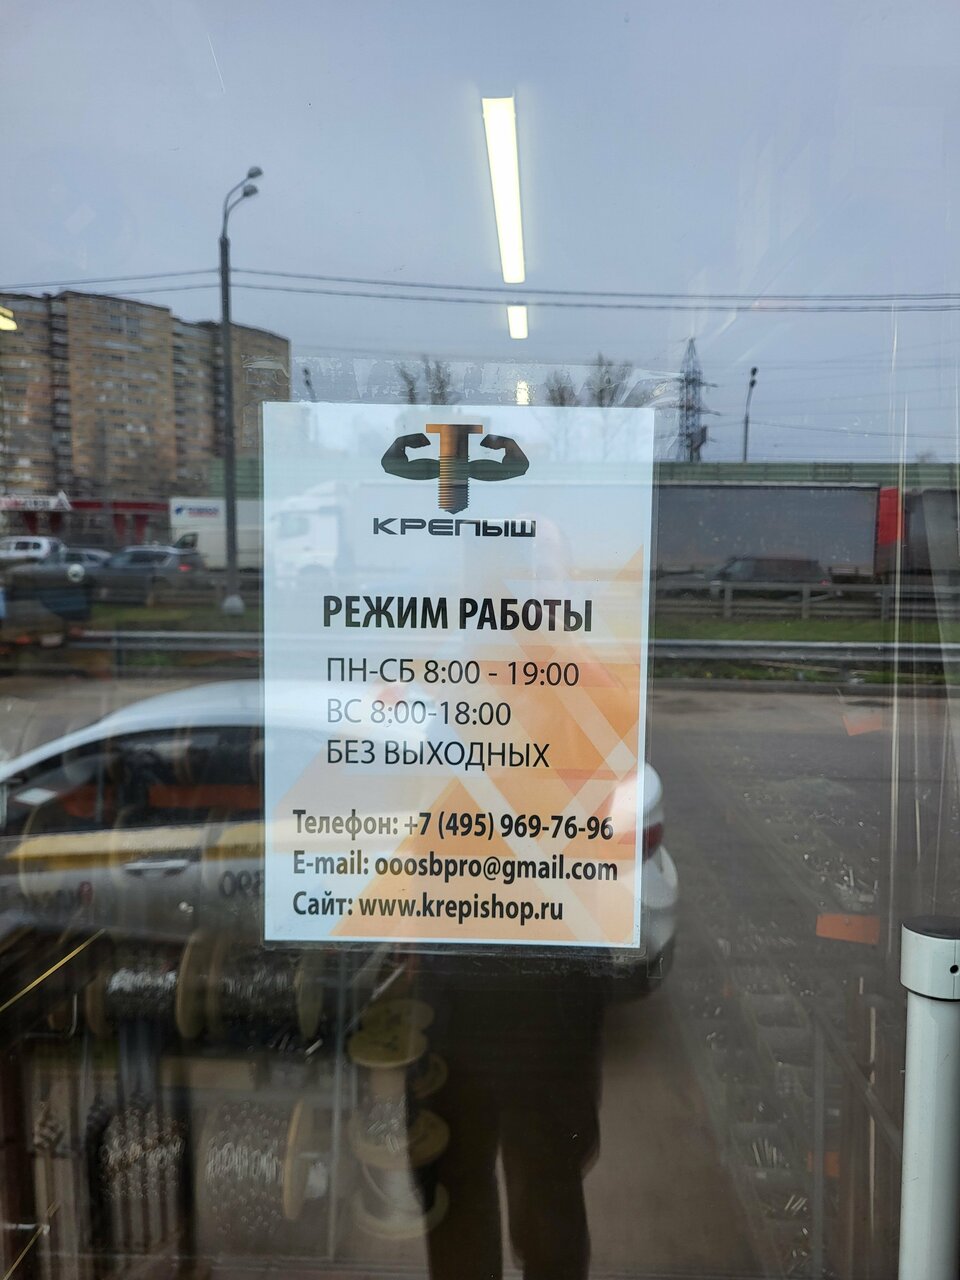 КРЕПЫШ
РЕЖИМ РАБОТЫ
ПН-СБ 8:00 - 19:00
ВС 8:00-18:00
БЕЗ ВЫХОДНЫХ
Телефон: +7 (495) 969-76-96
E-mail: ooosbpro@gmail.com
Сайт: www.krepishop.ru